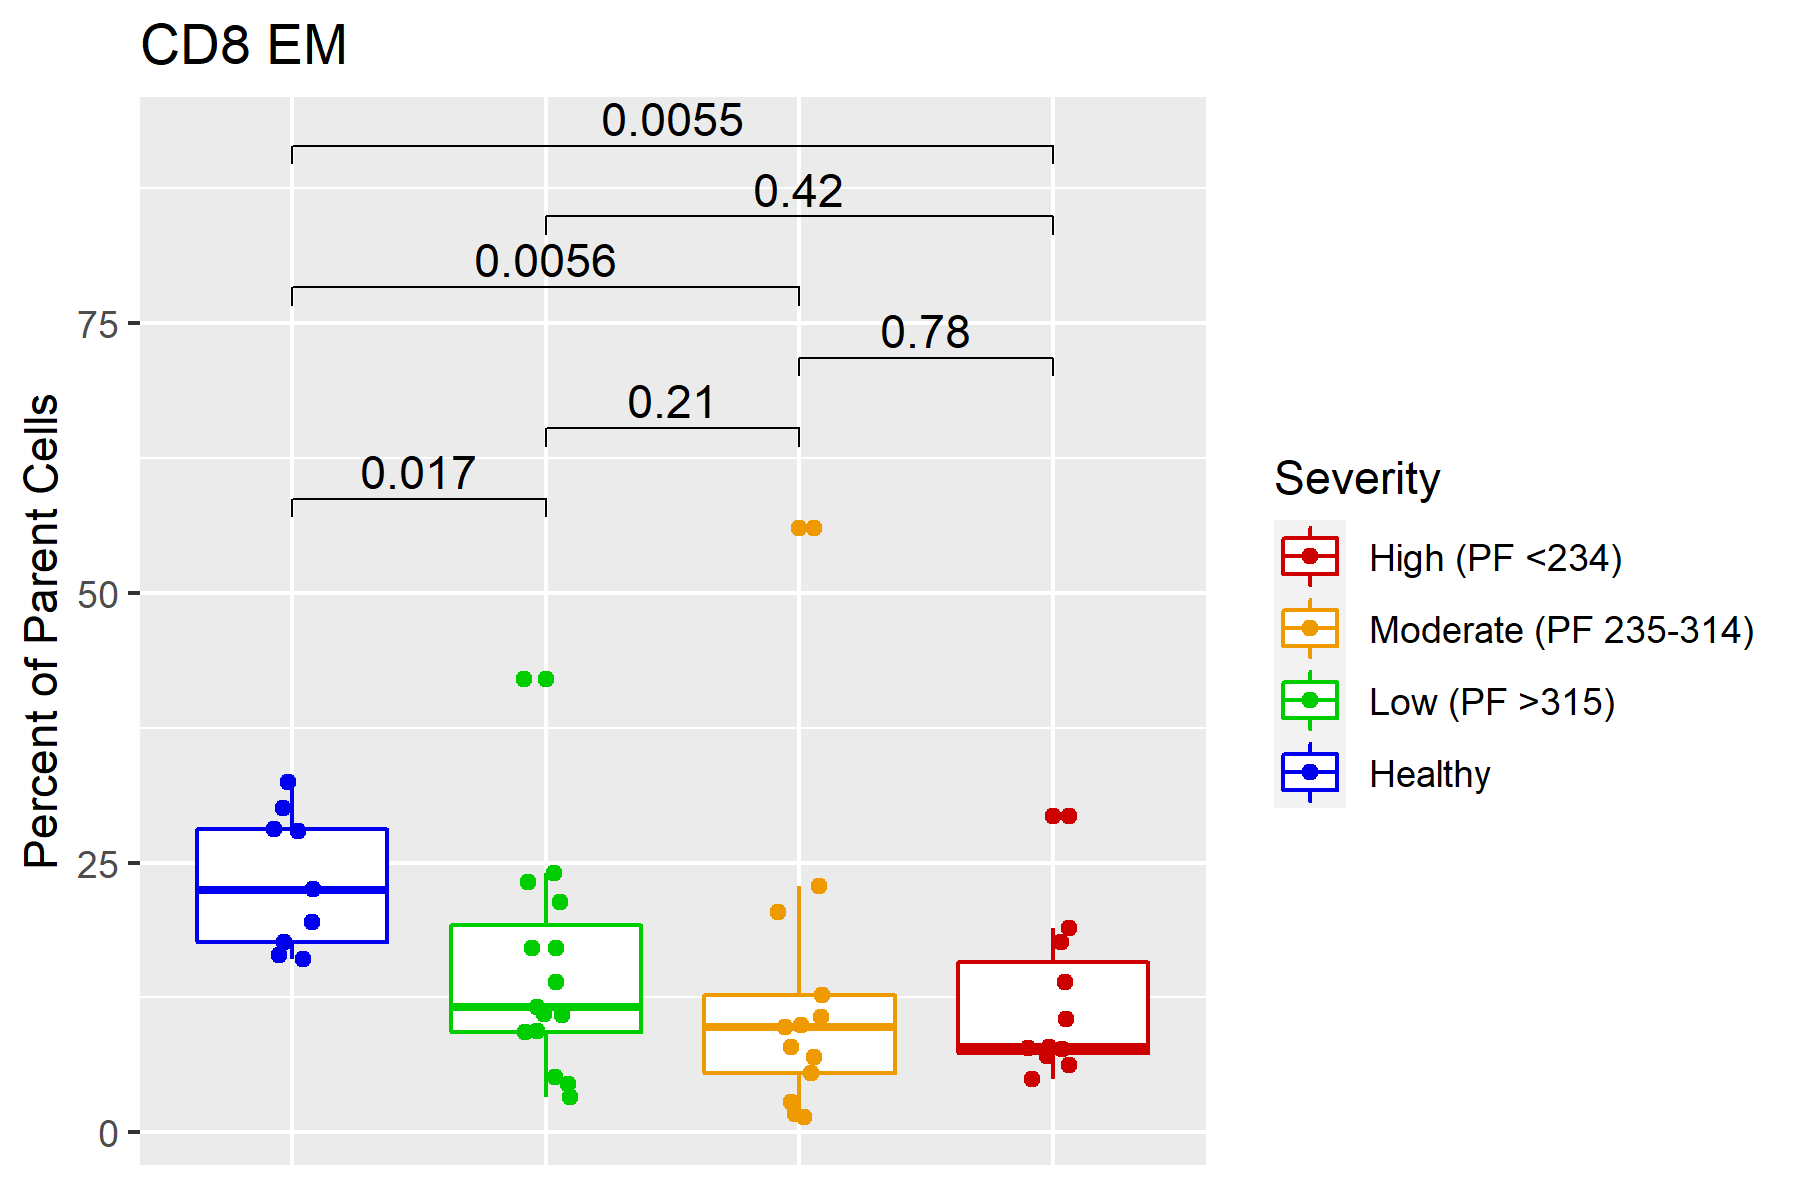 CD8 EM
0.0055
0.42
0.0056
0.78
0.21
0.017
75
50
25
0
Percent of Parent Cells
Severity
High (PF <234)
Moderate (PF 235-314)
Low (PF >315)
Healthy